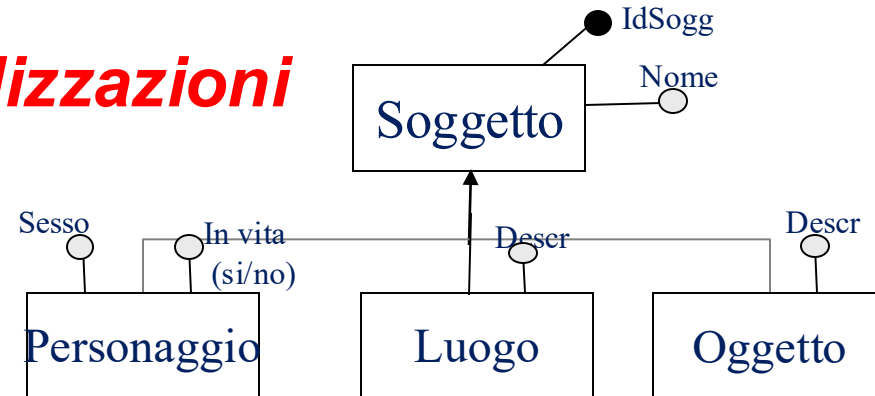 IdSogg
lizzazioni
Nome
Soggetto
Sesso
In vita
(si/no)
Descr
Descr
Personaggio
Luogo
Oggetto